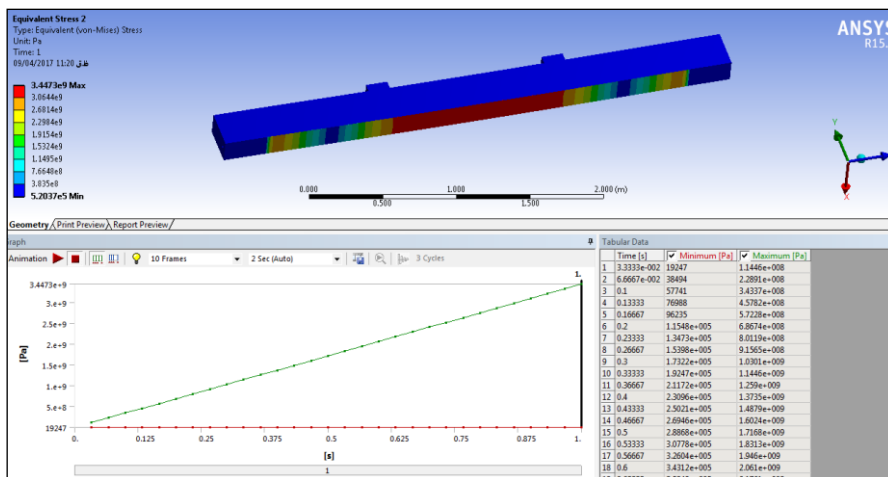 Equivalent Stress 2
Type: Equivalent (von-Mises) Stress
Unit: Pa
Time: 1
09/04/2017 11:20 ظ.ق
3.4473e9 Max
3.0644e9
2.6814e9
2.2984e9
1.9154e9
1.5324e9
1.1495e9
7.6648e8
3.835e8
5.2037e5 Min
ANSYS
R15.
Y
X
0.000
0.500
1.000
1.500
2.000 (m)
Geometry Print Preview Report Preview
raph
Animation 10 Frames 2 Sec (Auto) 3 Cycles
1.
3.4473e+9
3.e+9
2.5e+9
[Pa]
1.5e+9
1.e+9
5.e+8
19247
0. 0.125 0.25 0.375 0.5 0.625 0.75 0.875 1.
[s]
1
Tabular Data
Time [s] Minimum [Pa] Maximum [Pa]
1 3.3333e-002 19247 1.1446e+008
2 6.6667e-002 38494 2.2891e+008
3 0.1 57741 3.4337e+008
4 0.13333 76988 4.5782e+008
5 0.16667 96235 5.7228e+008
6 0.2 1.1548e+005 6.8674e+008
7 0.23333 1.3473e+005 8.0119e+008
8 0.26667 1.5398e+005 9.1565e+008
9 0.3 1.7322e+005 1.0301e+009
10 0.33333 1.9247e+005 1.1446e+009
11 0.36667 2.1172e+005 1.259e+009
12 0.4 2.3096e+005 1.3735e+009
13 0.43333 2.5021e+005 1.4879e+009
14 0.46667 2.6946e+005 1.6024e+009
15 0.5 2.8868e+005 1.7168e+009
16 0.53333 3.0778e+005 1.8313e+009
17 0.56667 3.2604e+005 1.946e+009
18 0.6 3.4312e+005 2.061e+009